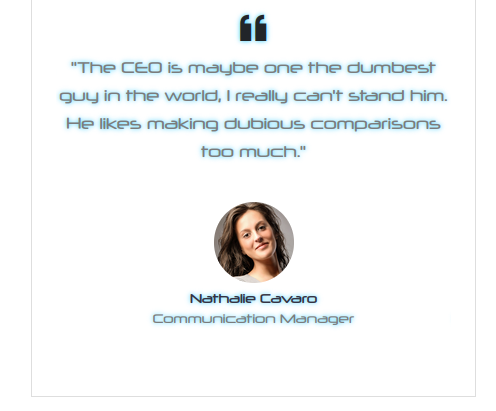 "The CEO is maybe one the dumbest
guy in the world, I really can't stand him.
He likes making dubious comparisons
too much."
Nathalie Cavaro
Communication Manager